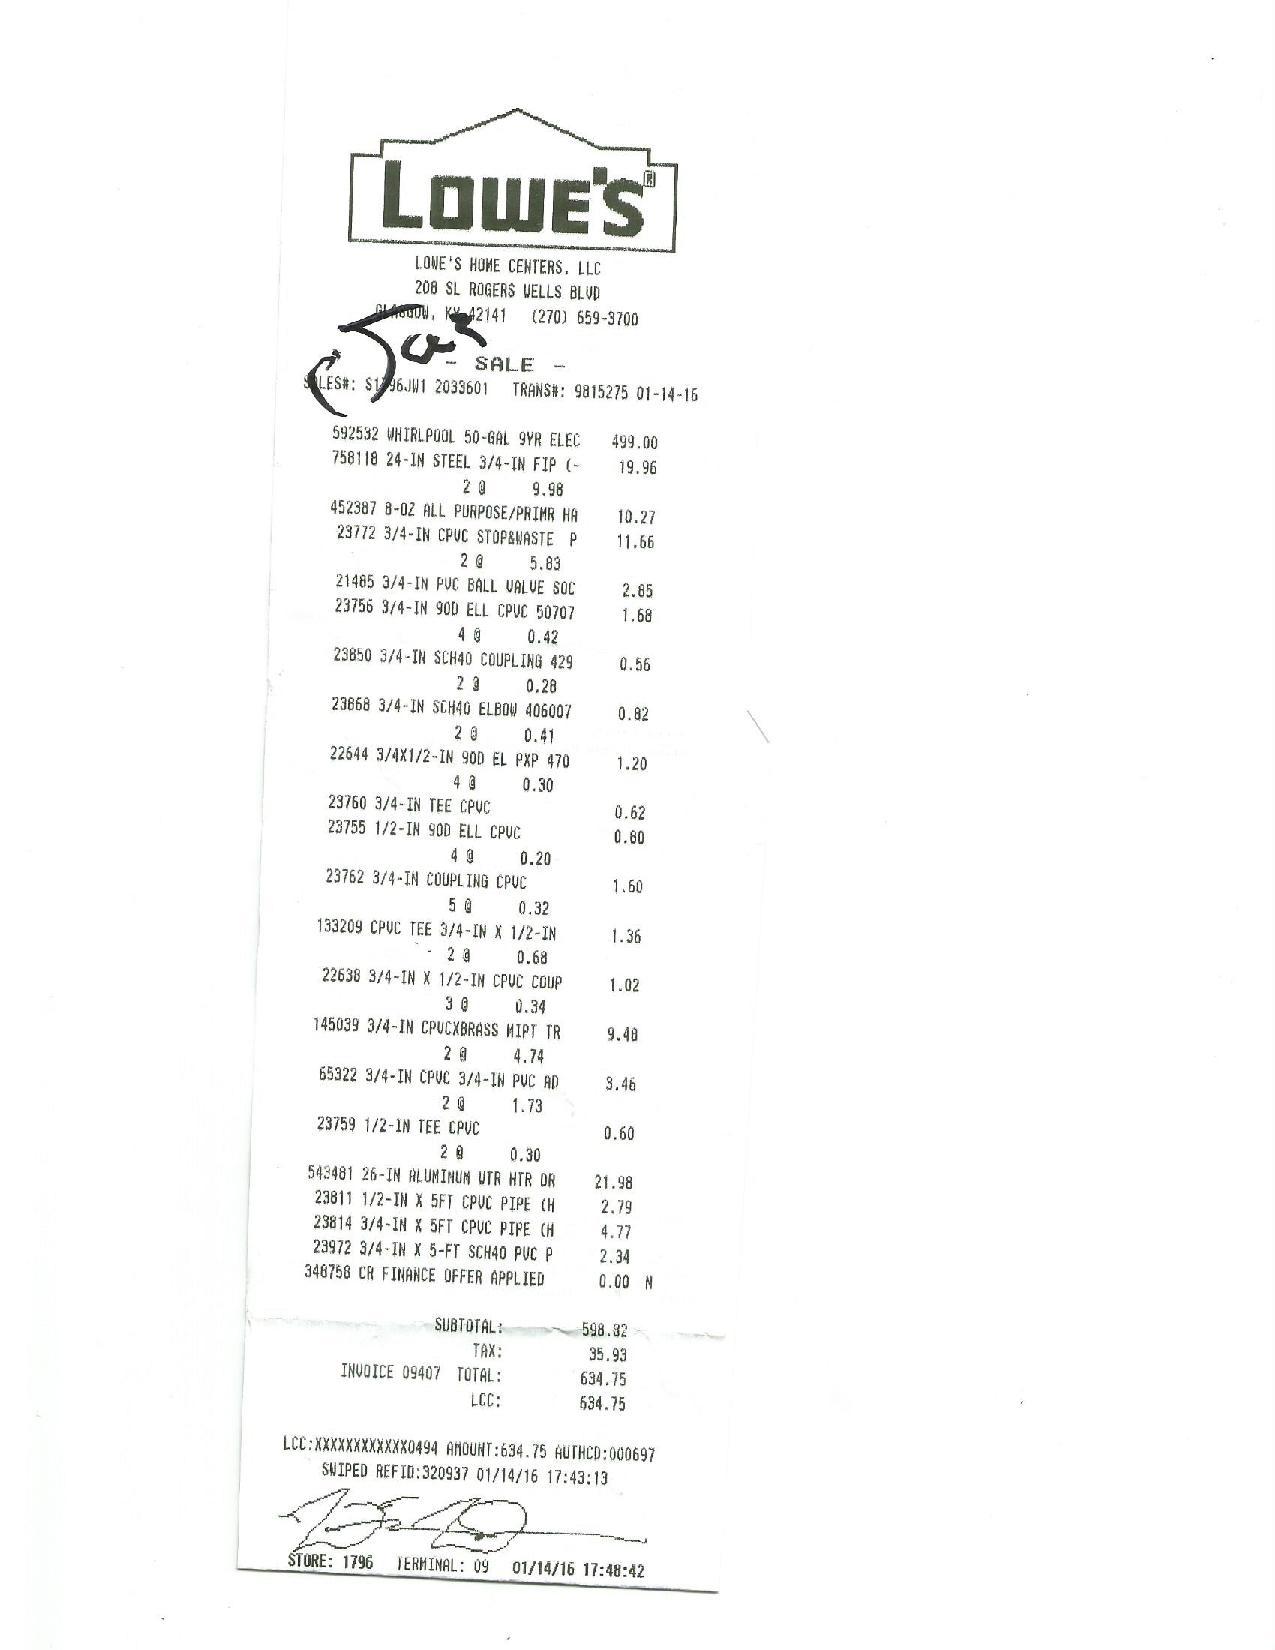 LOWE'S®
LOWE'S HOME CENTERS, LLC
208 SL ROGERS WELLS BLVD
GLASGOW, KY 42141 (270) 659-3700
- SALE -
SALES#: S1796JW1 2033601 TRANS#: 9815275 01-14-16
592532 WHIRLPOOL 50-GAL 9YR ELEC 499.00
758118 24-IN STEEL 3/4-IN FIP (- 19.96
2 @ 9.98
452387 8-OZ ALL PURPOSE/PRIMR HA 10.27
23772 3/4-IN CPVC STOP&WASTE P 11.66
2 @ 5.83
21485 3/4-IN PVC BALL VALVE SOC 2.85
23756 3/4-IN 90D ELL CPVC 50707 1.68
4 @ 0.42
23850 3/4-IN SCH40 COUPLING 429 0.56
2 @ 0.28
23868 3/4-IN SCH40 ELBOW 406007 0.82
2 @ 0.41
22644 3/4X1/2-IN 90D EL PXP 470 1.20
4 @ 0.30
23760 3/4-IN TEE CPVC 0.62
23755 1/2-IN 90D ELL CPVC 0.80
4 @ 0.20
23762 3/4-IN COUPLING CPVC 1.60
5 @ 0.32
133209 CPVC TEE 3/4-IN X 1/2-IN 1.36
2 @ 0.68
22638 3/4-IN X 1/2-IN CPVC COUP 1.02
3 @ 0.34
145039 3/4-IN CPVCXBRASS MIPT TR 9.48
2 @ 4.74
65322 3/4-IN CPVC 3/4-IN PVC AD 3.46
2 @ 1.73
23759 1/2-IN TEE CPVC 0.60
2 @ 0.30
543481 26-IN ALUMINUM WTR HTR DR 21.98
23811 1/2-IN X 5FT CPVC PIPE (H 2.79
23814 3/4-IN X 5FT CPVC PIPE (H 4.77
23972 3/4-IN X 5-FT SCH40 PVC P 2.34
348758 CR FINANCE OFFER APPLIED 0.00 N
SUBTOTAL: 598.82
TAX: 35.93
INVOICE 09407 TOTAL: 634.75
LCC: 634.75
LCC:XXXXXXXXXXXX0494 AMOUNT:634.75 AUTHCD:000697
SWIPED REFID:320937 01/14/16 17:43:13
STORE: 1796 TERMINAL: 09 01/14/16 17:48:42